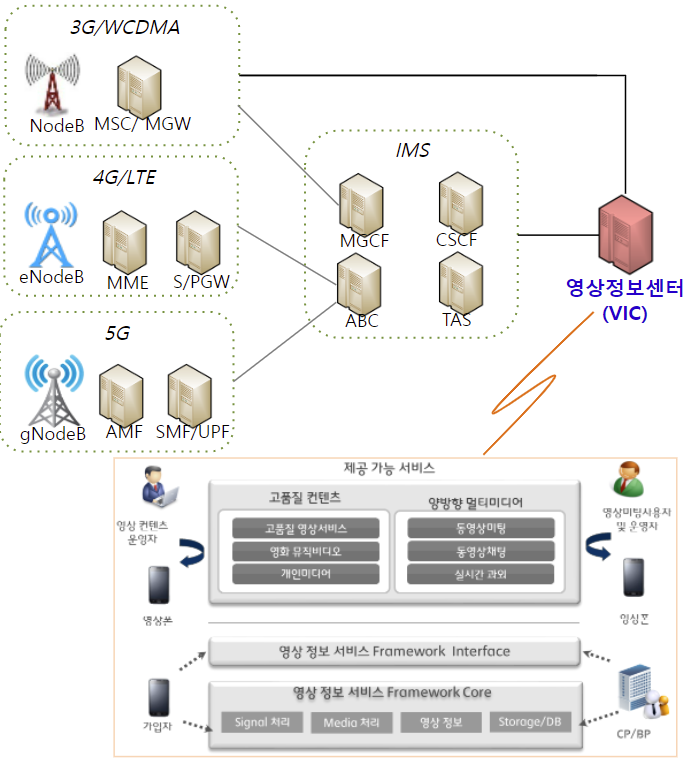 3G/WCDMA
NodeB
MSC/ MGW
4G/LTE
eNodeB
MME
S/PGW
5G
gNodeB
AMF
SMF/UPF
IMS
MGCF
CSCF
ABC
TAS
영상정보센터
(VIC)
제공 가능 서비스
영상 컨텐츠
운영자
영상폰
고품질 컨텐츠
고품질 영상서비스
영화 뮤직비디오
개인미디어
양방향 멀티미디어
동영상미팅
동영상채팅
실시간 과외
영상미팅사용자
및 운영자
영상폰
영상 정보 서비스 Framework Interface
영상 정보 서비스 Framework Core
Signal 처리
Media 처리
영상 정보
Storage/DB
가입자
CP/BP